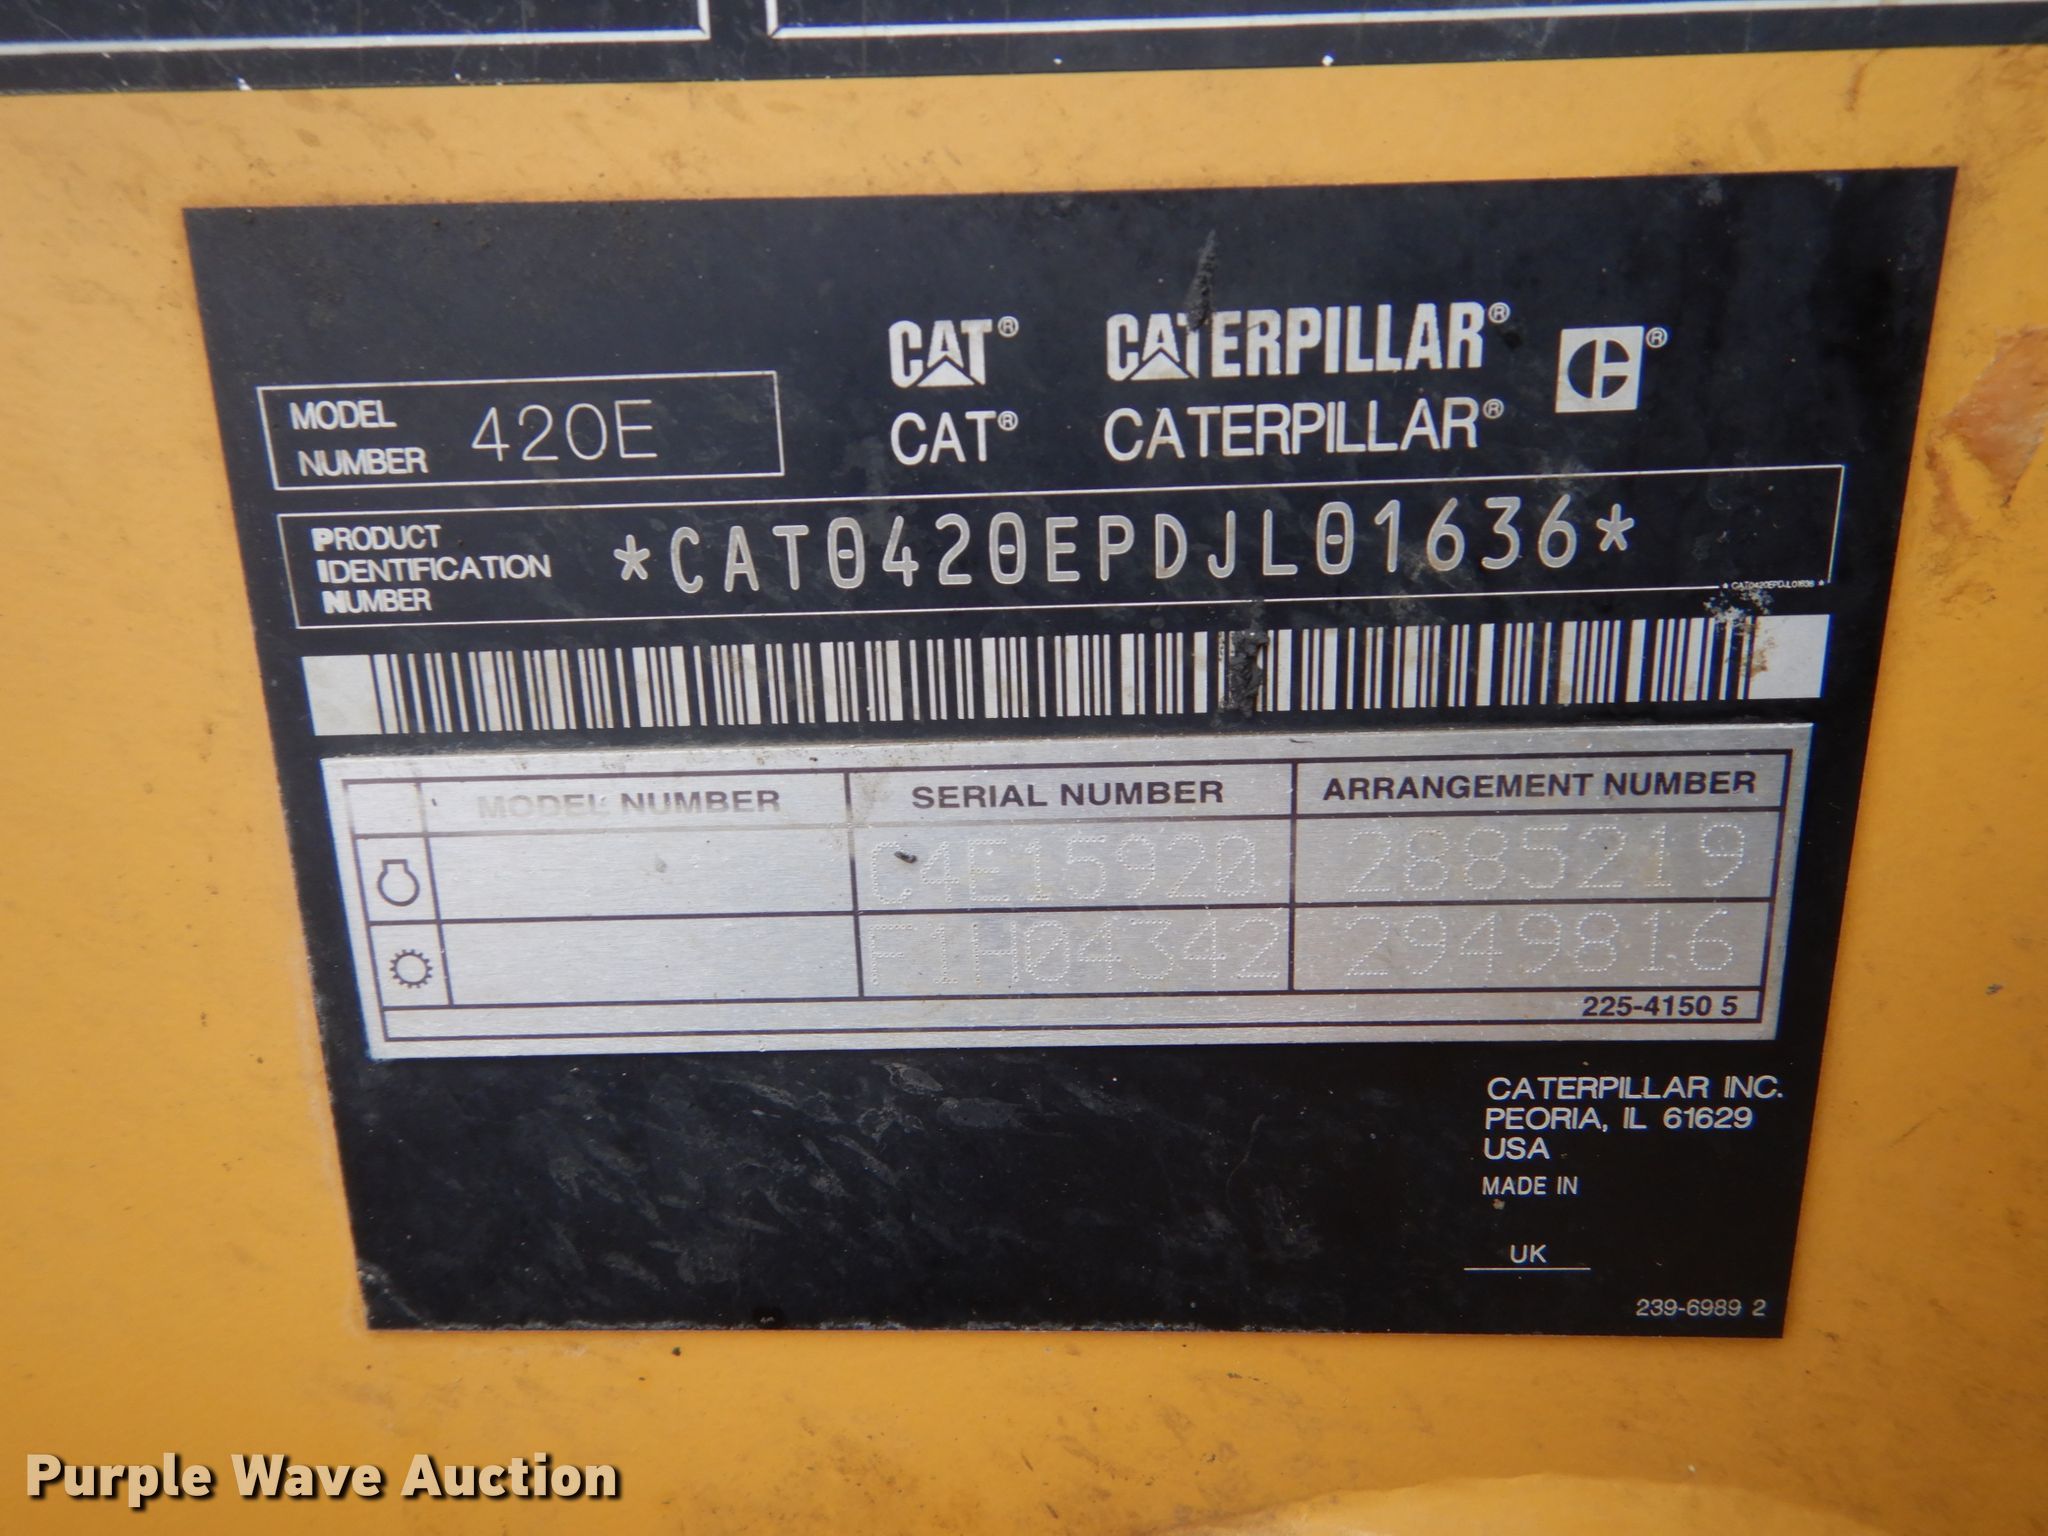 CAT® CATERPILLAR® ®
CAT® CATERPILLAR®
MODEL
NUMBER 420E
PRODUCT
IDENTIFICATION
NUMBER
*CAT0420EPDJL01636*
* CAT0420EPDJL01636 *
MODEL NUMBER SERIAL NUMBER ARRANGEMENT NUMBER
C4E15920 2885219
F1H04342 2949816
225-4150 5
CATERPILLAR INC.
PEORIA, IL 61629
USA
MADE IN
UK
239-6989 2
Purple Wave Auction